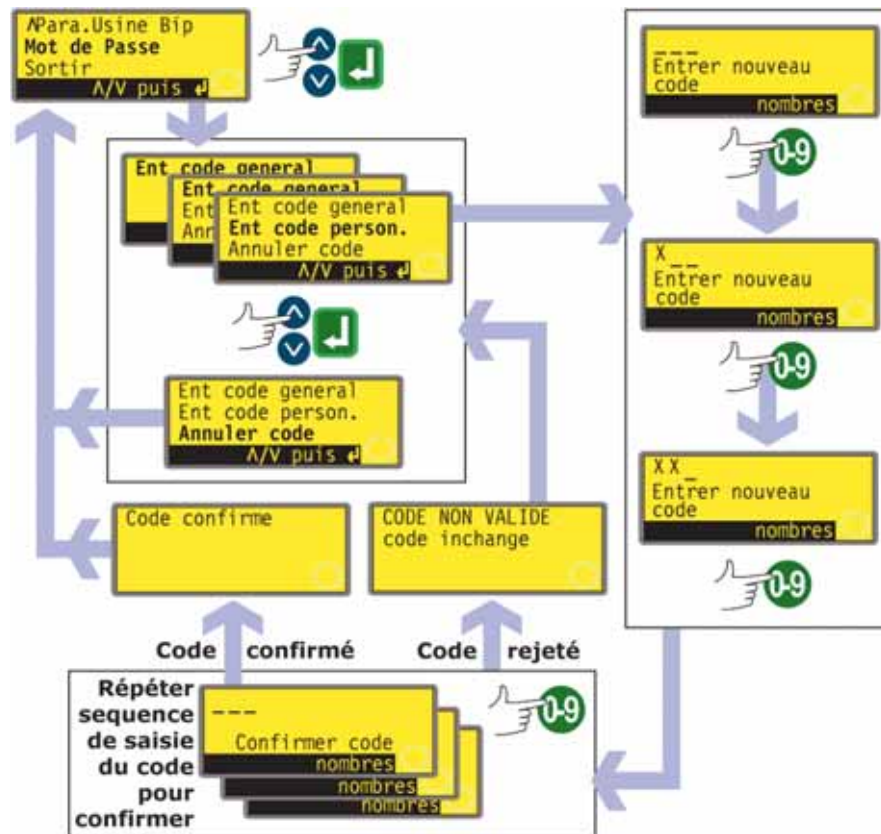 ΛPara.Usine Bip
Mot de Passe
Sortir
Λ/V puis ↲
Ent code general
Ent code general
Ent
Ann
Ent code general
Ent code person.
Annuler code
Λ/V puis ↲
Ent code general
Ent code person.
Annuler code
Λ/V puis ↲
_ _ _
Entrer nouveau
code
nombres
0-9
X _ _
Entrer nouveau
code
nombres
0-9
X X _
Entrer nouveau
code
nombres
0-9
Code confirme
CODE NON VALIDE
code inchange
Code confirmé
Code rejeté
Répéter
sequence
de saisie
du code
pour
confirmer
_ _ _
Confirmer code
nombres
nombres
nombres
0-9